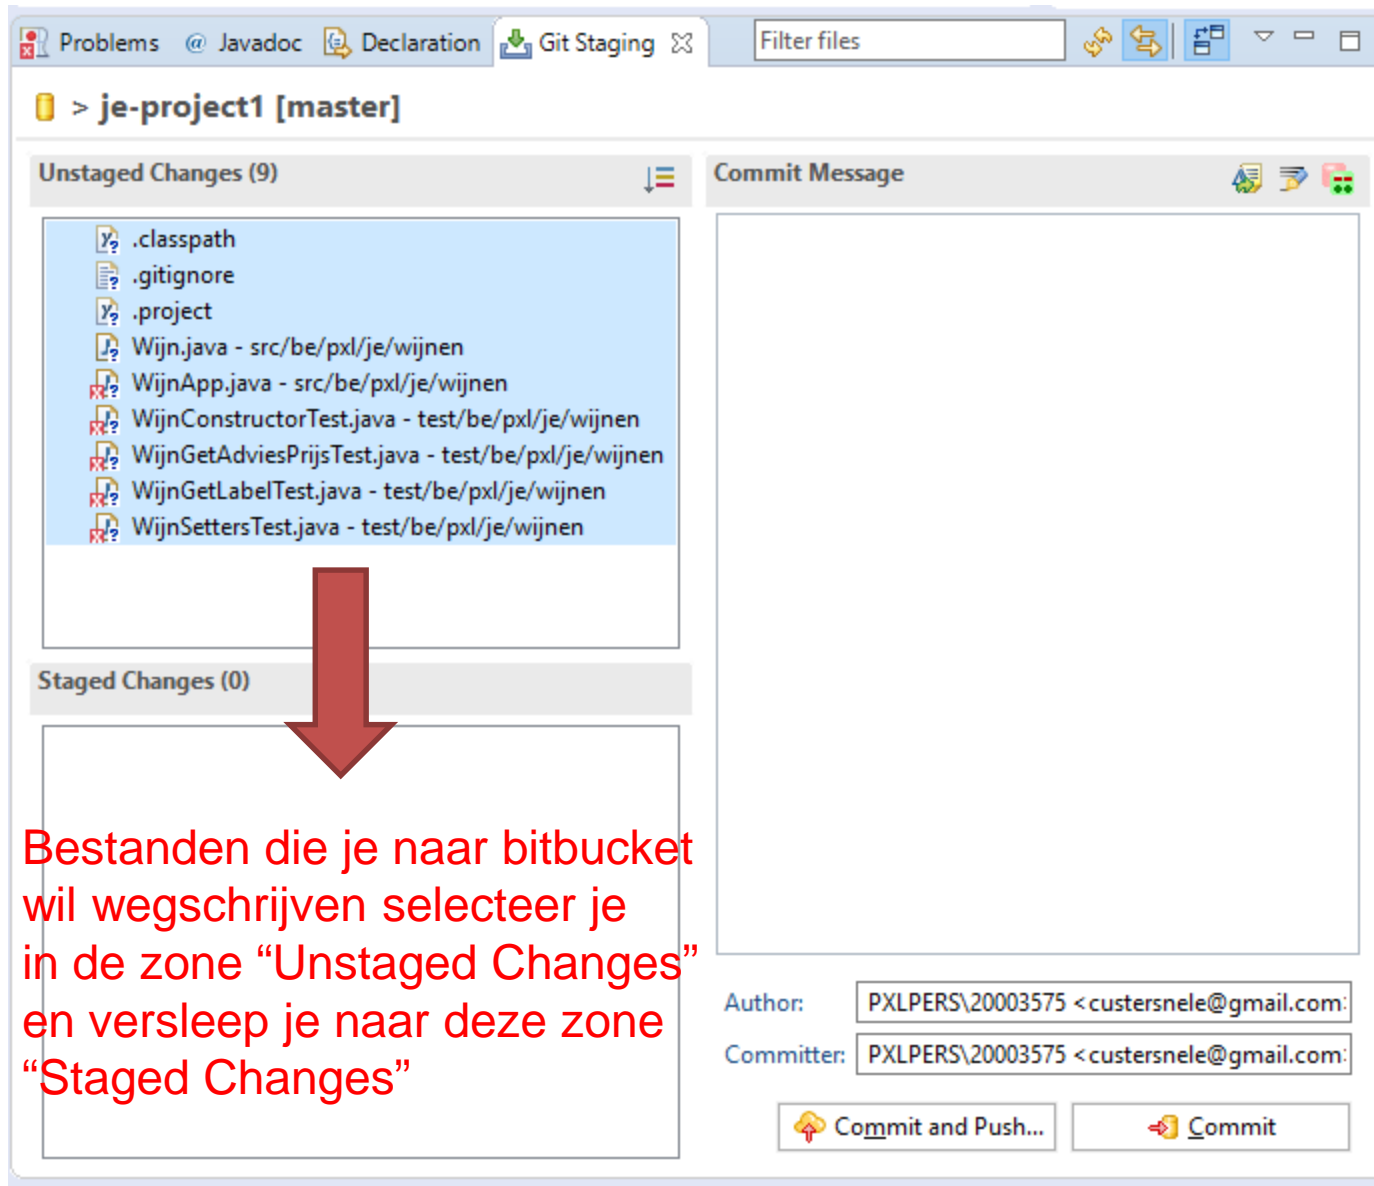 Problems @ Javadoc Declaration Git Staging Filter files
> je-project1 [master]
Unstaged Changes (9)
.classpath
.gitignore
.project
Wijn.java - src/be/pxl/je/wijnen
WijnApp.java - src/be/pxl/je/wijnen
WijnConstructorTest.java - test/be/pxl/je/wijnen
WijnGetAdviesPrijsTest.java - test/be/pxl/je/wijnen
WijnGetLabelTest.java - test/be/pxl/je/wijnen
WijnSettersTest.java - test/be/pxl/je/wijnen
Staged Changes (0)
Bestanden die je naar bitbucket
wil wegschrijven selecteer je
in de zone “Unstaged Changes”
en versleep je naar deze zone
“Staged Changes”
Commit Message
Author: PXLPERS\20003575 <custersnele@gmail.com>
Committer: PXLPERS\20003575 <custersnele@gmail.com>
Commit and Push... Commit